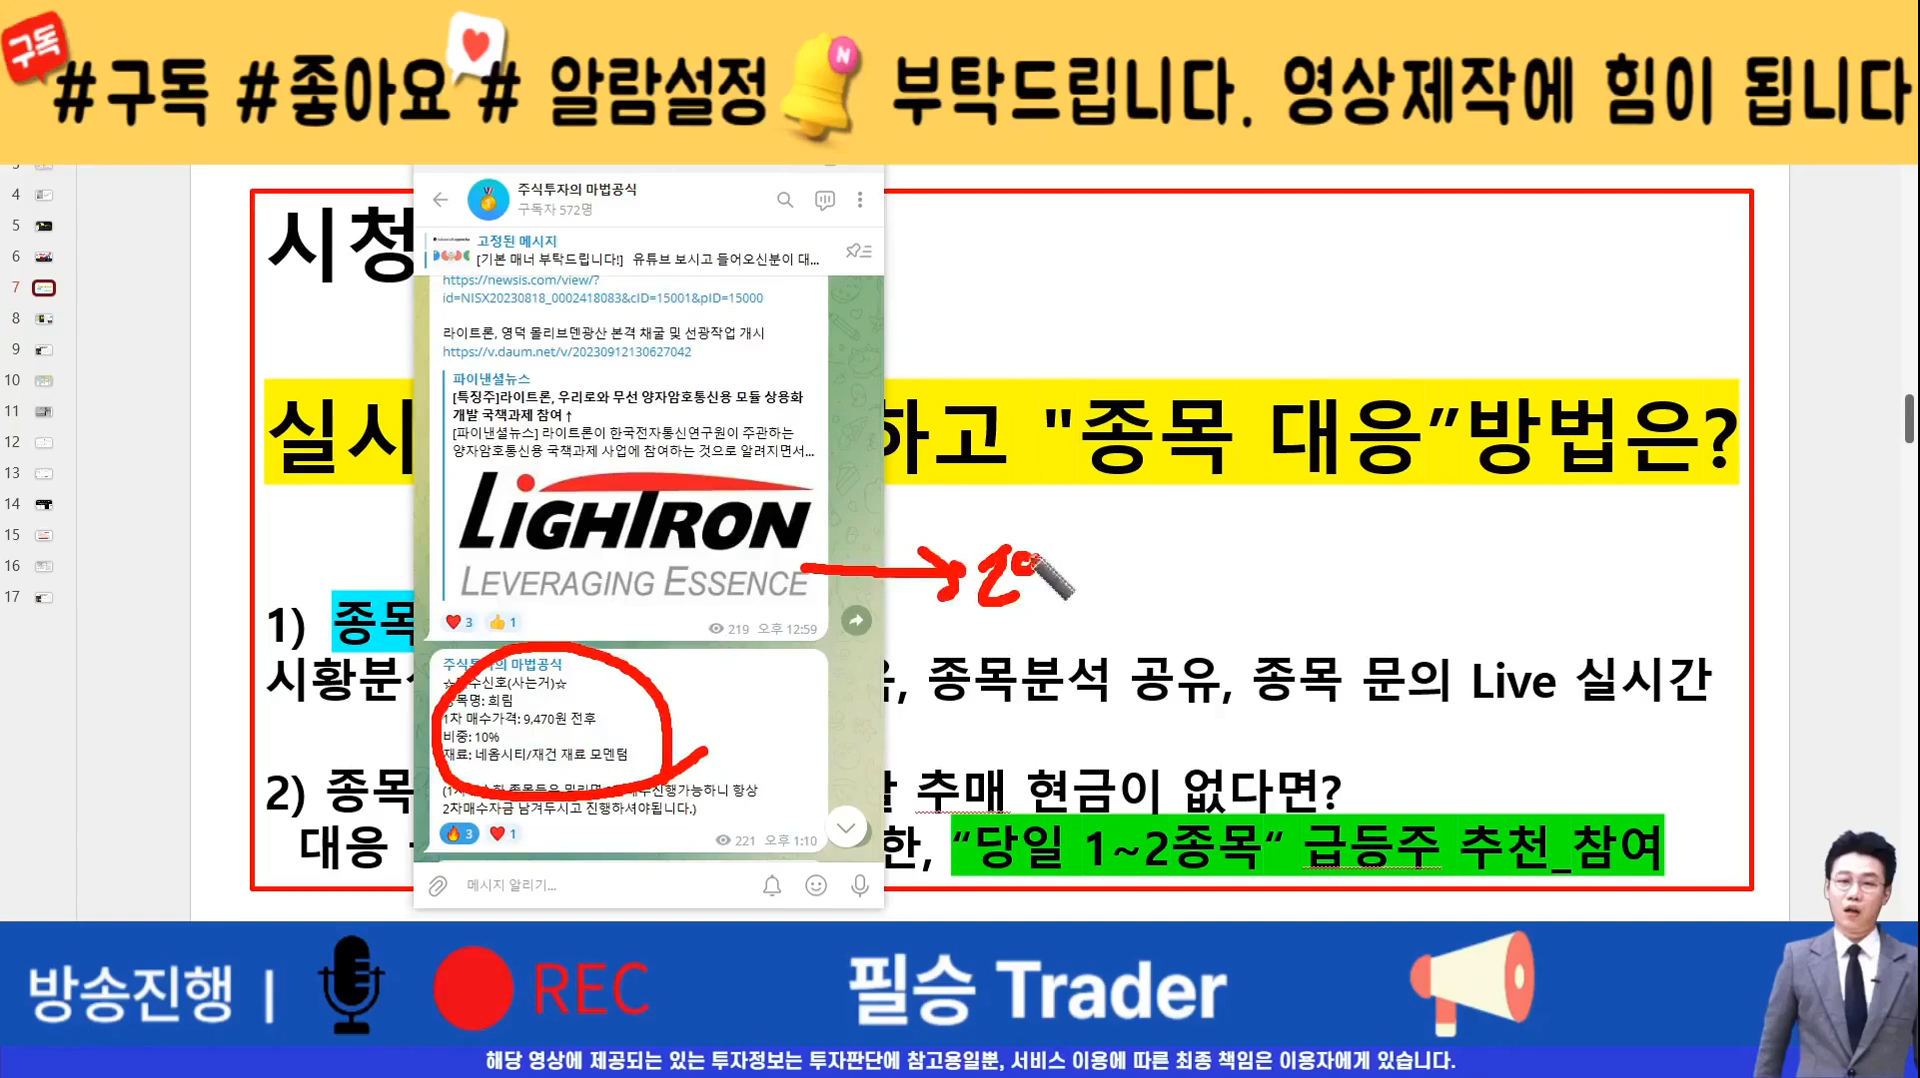 구독
#구독 #좋아요 # 알람설정 N 부탁드립니다. 영상제작에 힘이 됩니다
4
5
6
7
8
9
10
11
12
13
14
15
16
17
시청
실시
하고 "종목 대응”방법은?
1) 종목
시황분석
, 종목분석 공유, 종목 문의 Live 실시간
2) 종목
추매 현금이 없다면?
대응
한, “당일 1~2종목“ 급등주 추천_참여
주식투자의 마법공식
구독자 572명
고정된 메시지
[기본 매너 부탁드립니다!] 유튜브 보시고 들어오신분이 대...
https://newsis.com/view/?
id=NISX20230818_0002418083&cID=15001&pID=15000
라이트론, 영덕 몰리브덴광산 본격 채굴 및 선광작업 개시
https://v.daum.net/v/20230912130627042
파이낸셜뉴스
[특징주]라이트론, 우리로와 무선 양자암호통신용 모듈 상용화
개발 국책과제 참여↑
[파이낸셜뉴스] 라이트론이 한국전자통신연구원이 주관하는
양자암호통신용 국책과제 사업에 참여하는 것으로 알려지면서...
LIGHTRON
LEVERAGING ESSENCE
3 1
219 오후 12:59
주식투자의 마법공식
☆매수신호(사는거)☆
종목명: 희림
1차 매수가격: 9,470원 전후
비중: 10%
재료: 네옴시티/재건 재료 모멘텀
2차매수자금 남겨두시고 진행하셔야됩니다.)
3 1
221 오후 1:10
메시지 알리기...
방송진행 |
REC
필승 Trader
해당 영상에 제공되는 있는 투자정보는 투자판단에 참고용일뿐, 서비스 이용에 따른 최종 책임은 이용자에게 있습니다.